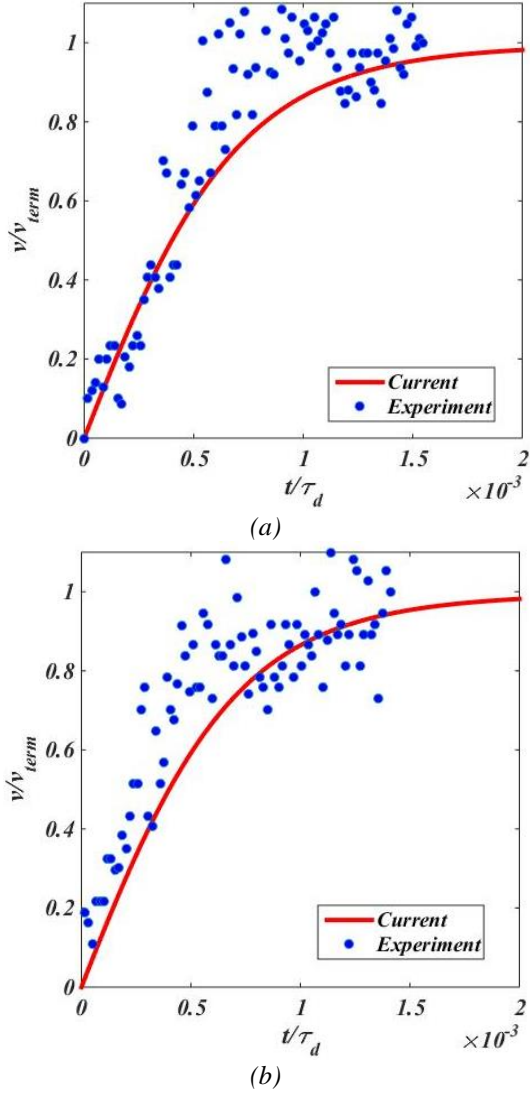 1
0.8
0.6
0.4
0.2
0
v/v_term
0 0.5 1 1.5 2
t/τ_d
×10⁻³
Current
Experiment
(a)
1
0.8
0.6
0.4
0.2
0
v/v_term
0 0.5 1 1.5 2
t/τ_d
×10⁻³
Current
Experiment
(b)